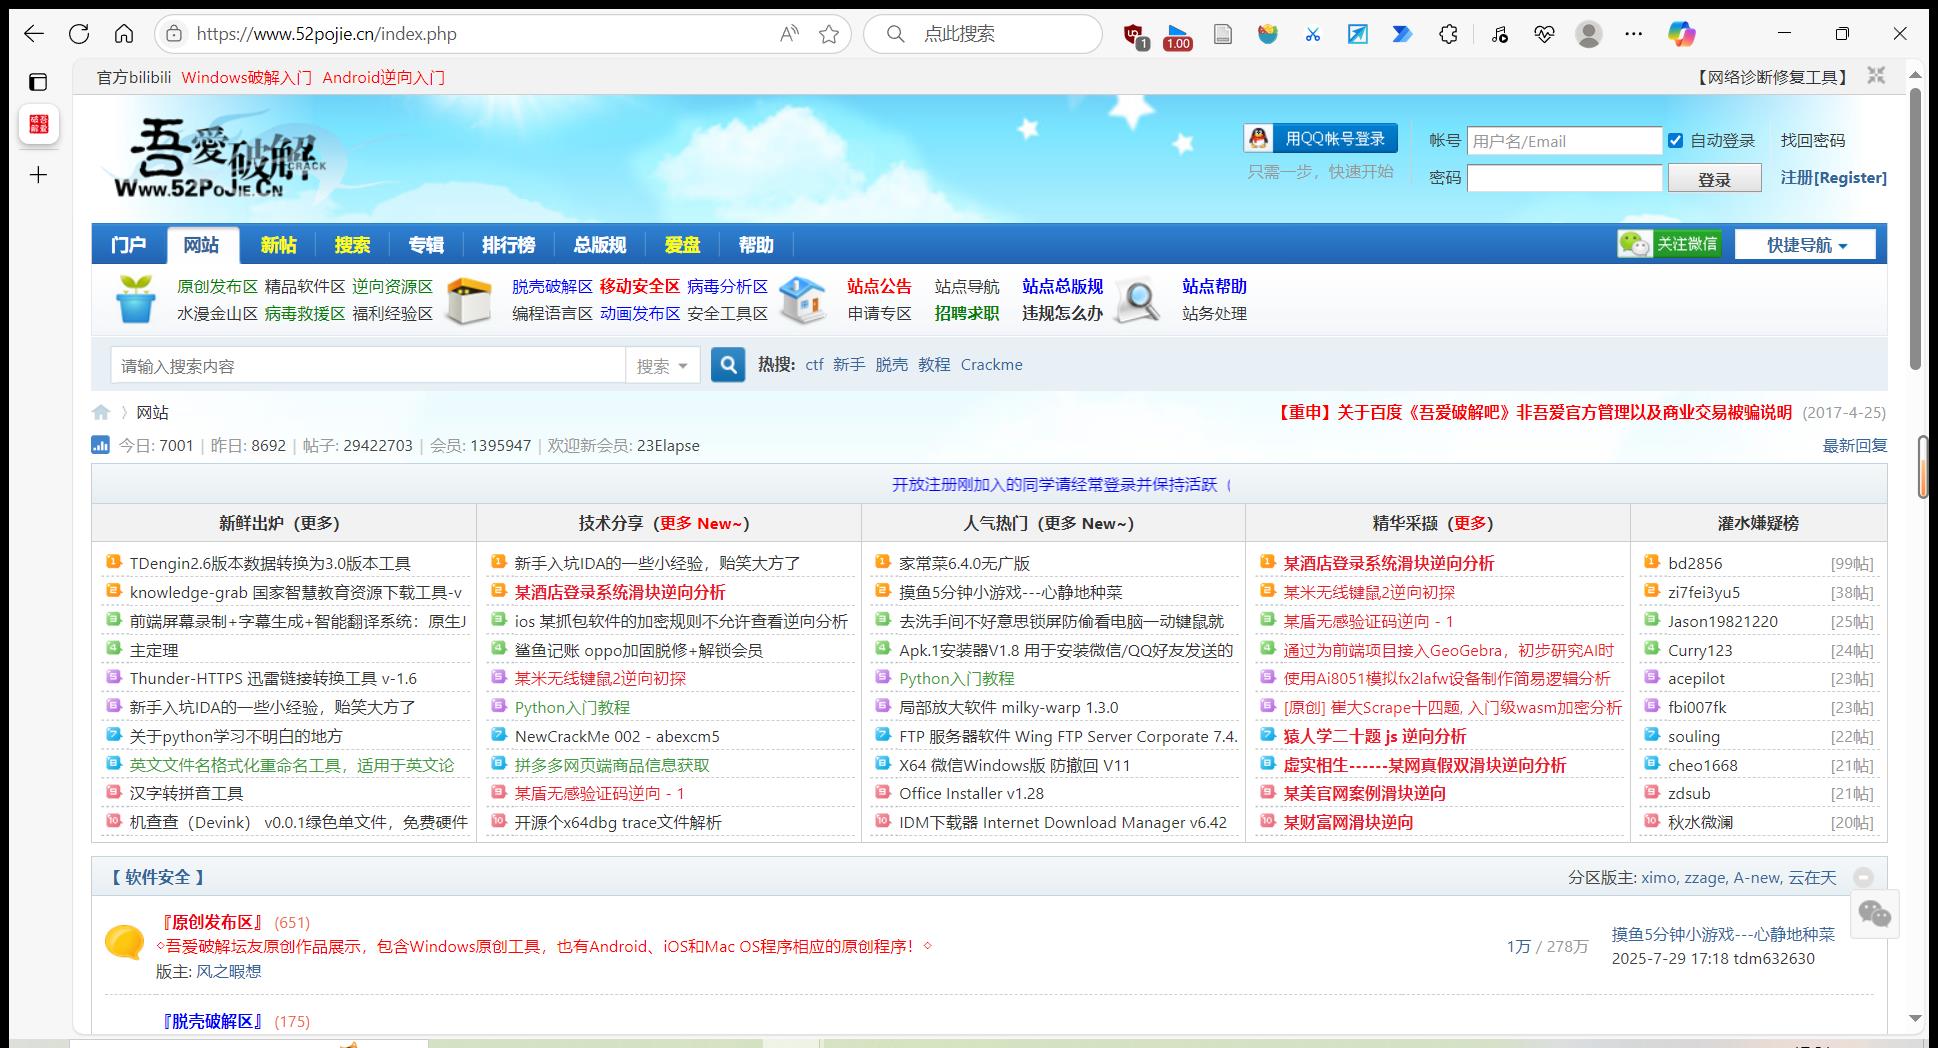 https://www.52pojie.cn/index.php
点此搜索
1
1.00
官方bilibili Windows破解入门 Android逆向入门
【网络诊断修复工具】
吾爱破解
CRACK
Www.52PoJie.Cn
用QQ帐号登录
只需一步，快速开始
帐号 用户名/Email 自动登录 找回密码
密码 登录 注册[Register]
门户 网站 新帖 搜索 专辑 排行榜 总版规 爱盘 帮助
关注微信 快捷导航
原创发布区 精品软件区 逆向资源区
水漫金山区 病毒救援区 福利经验区
脱壳破解区 移动安全区 病毒分析区
编程语言区 动画发布区 安全工具区
站点公告 站点导航 站点总版规
申请专区 招聘求职 违规怎么办
站点帮助
站务处理
请输入搜索内容 搜索 热搜: ctf 新手 脱壳 教程 Crackme
〉网站
【重申】关于百度《吾爱破解吧》非吾爱官方管理以及商业交易被骗说明 (2017-4-25)
今日: 7001 | 昨日: 8692 | 帖子: 29422703 | 会员: 1395947 | 欢迎新会员: 23Elapse
最新回复
开放注册刚加入的同学请经常登录并保持活跃（
新鲜出炉（更多）
1 TDengin2.6版本数据转换为3.0版本工具
2 knowledge-grab 国家智慧教育资源下载工具-v
3 前端屏幕录制+字幕生成+智能翻译系统：原生J
4 主定理
5 Thunder-HTTPS 迅雷链接转换工具 v-1.6
6 新手入坑IDA的一些小经验，贻笑大方了
7 关于python学习不明白的地方
8 英文文件名格式化重命名工具，适用于英文论
9 汉字转拼音工具
10 机查查（Devink） v0.0.1绿色单文件，免费硬件
技术分享（更多 New~）
1 新手入坑IDA的一些小经验，贻笑大方了
2 某酒店登录系统滑块逆向分析
3 ios 某抓包软件的加密规则不允许查看逆向分析
4 鲨鱼记账 oppo加固脱修+解锁会员
5 某米无线键鼠2逆向初探
6 Python入门教程
7 NewCrackMe 002 - abexcm5
8 拼多多网页端商品信息获取
9 某盾无感验证码逆向 - 1
10 开源个x64dbg trace文件解析
人气热门（更多 New~）
1 家常菜6.4.0无广版
2 摸鱼5分钟小游戏---心静地种菜
3 去洗手间不好意思锁屏防偷看电脑一动键鼠就
4 Apk.1安装器V1.8 用于安装微信/QQ好友发送的
5 Python入门教程
6 局部放大软件 milky-warp 1.3.0
7 FTP 服务器软件 Wing FTP Server Corporate 7.4.
8 X64 微信Windows版 防撤回 V11
9 Office Installer v1.28
10 IDM下载器 Internet Download Manager v6.42
精华采撷（更多）
1 某酒店登录系统滑块逆向分析
2 某米无线键鼠2逆向初探
3 某盾无感验证码逆向 - 1
4 通过为前端项目接入GeoGebra，初步研究AI时
5 使用Ai8051模拟fx2lafw设备制作简易逻辑分析
6 [原创] 崔大Scrape十四题, 入门级wasm加密分析
7 猿人学二十题 js 逆向分析
8 虚实相生------某网真假双滑块逆向分析
9 某美官网案例滑块逆向
10 某财富网滑块逆向
灌水嫌疑榜
1 bd2856 [99帖]
2 zi7fei3yu5 [38帖]
3 Jason19821220 [25帖]
4 Curry123 [24帖]
5 acepilot [23帖]
6 fbi007fk [23帖]
7 souling [22帖]
8 cheo1668 [21帖]
9 zdsub [21帖]
10 秋水微澜 [20帖]
【 软件安全 】
分区版主: ximo, zzage, A-new, 云在天
『原创发布区』 (651)
◇吾爱破解坛友原创作品展示，包含Windows原创工具，也有Android、iOS和Mac OS程序相应的原创程序！◇
版主: 风之暇想
1万 / 278万
摸鱼5分钟小游戏---心静地种菜
2025-7-29 17:18 tdm632630
『脱壳破解区』 (175)